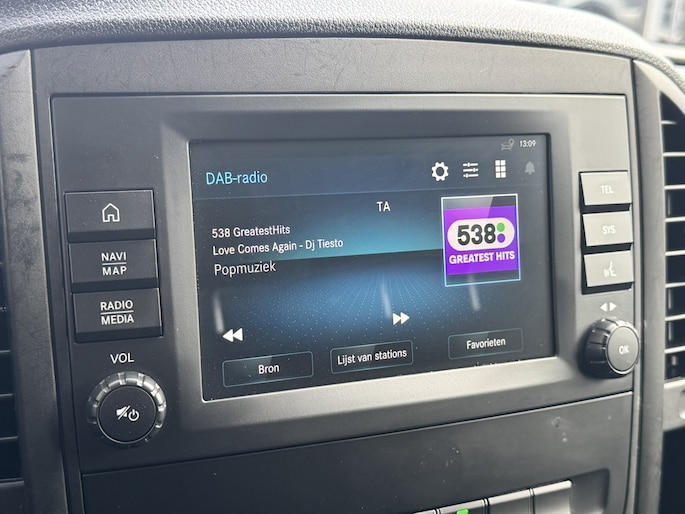 13:09
DAB-radio
TA
538 GreatestHits
Love Comes Again - Dj Tiesto
Popmuziek
538
GREATEST HITS
Bron
Lijst van stations
Favorieten
NAVI
MAP
RADIO
MEDIA
VOL
TEL
SYS
OK